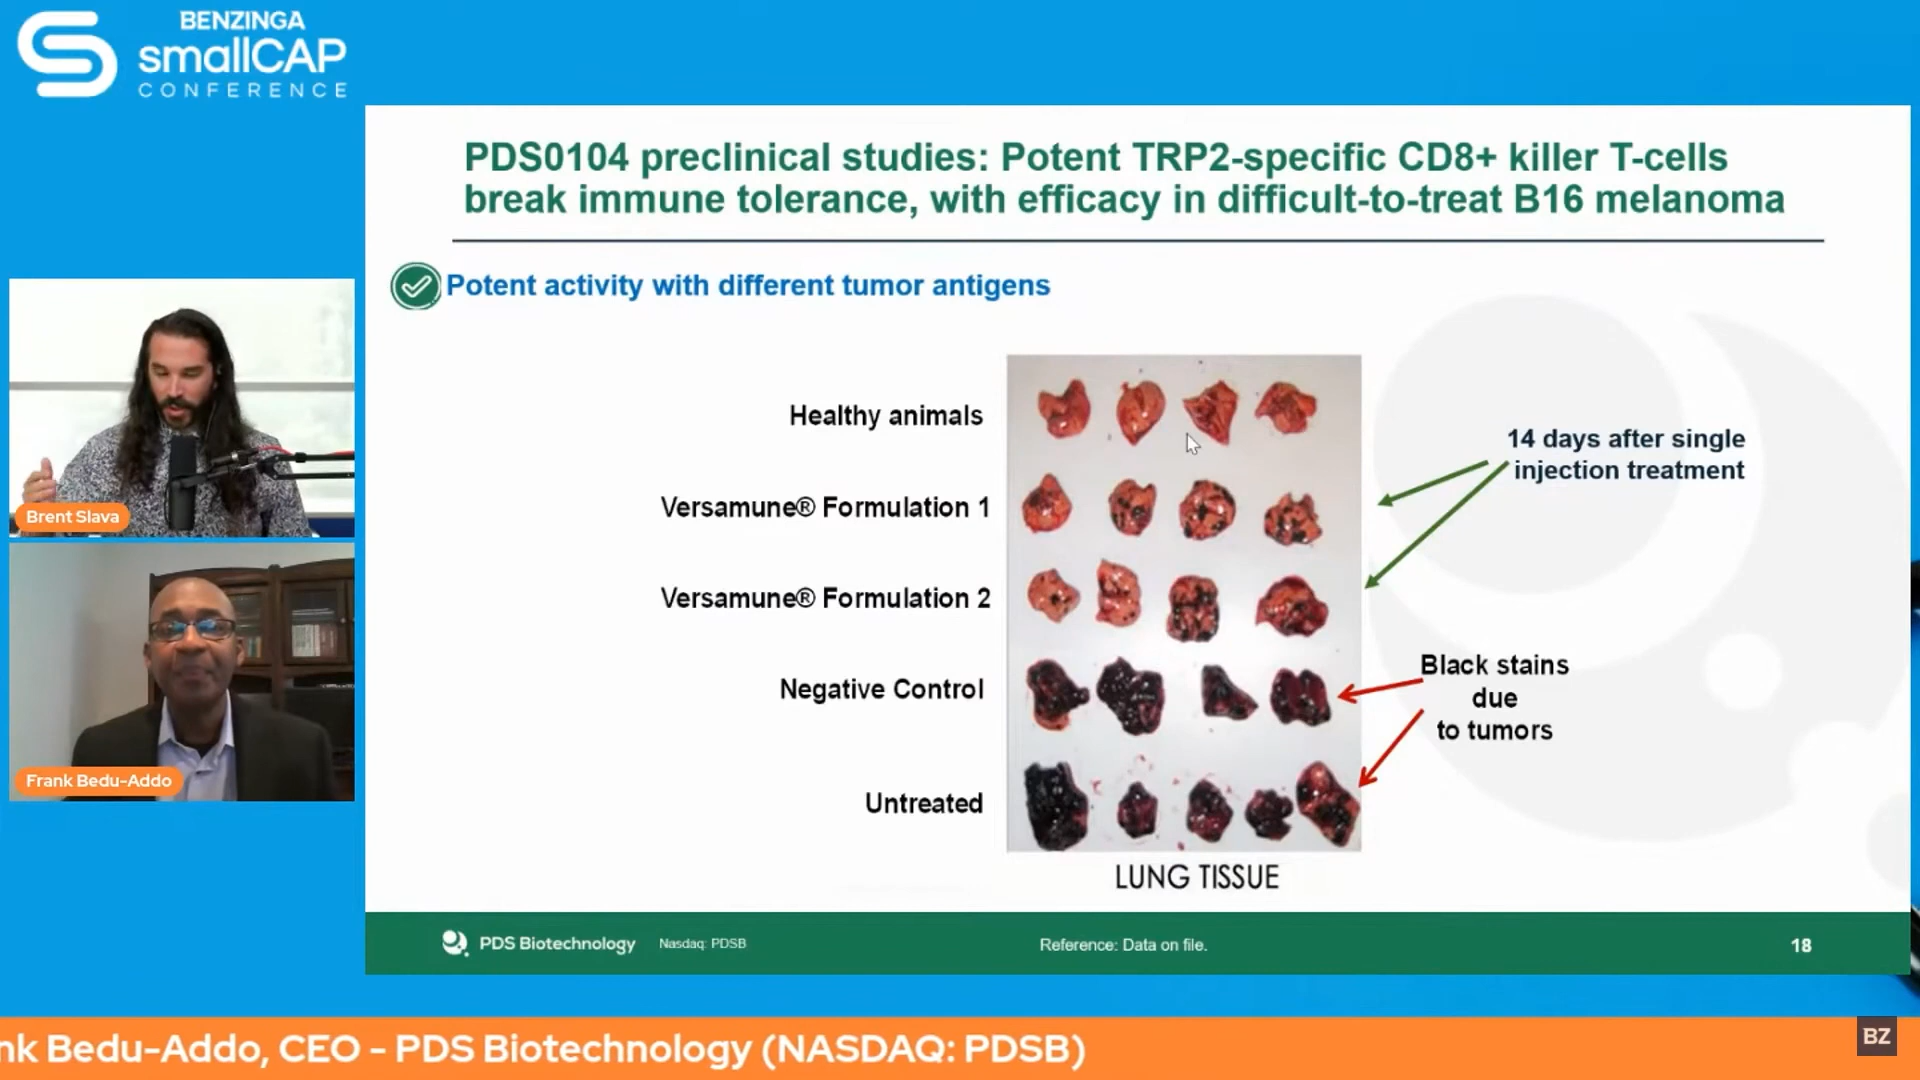 BENZINGA
smallCAP
CONFERENCE
PDS0104 preclinical studies: Potent TRP2-specific CD8+ killer T-cells
break immune tolerance, with efficacy in difficult-to-treat B16 melanoma
Potent activity with different tumor antigens
Healthy animals
Versamune® Formulation 1
Versamune® Formulation 2
Negative Control
Untreated
14 days after single
injection treatment
Black stains
due
to tumors
LUNG TISSUE
Brent Slava
Frank Bedu-Addo
PDS Biotechnology
Nasdaq: PDSB
Reference: Data on file.
18
nk Bedu-Addo, CEO - PDS Biotechnology (NASDAQ: PDSB)
BZ